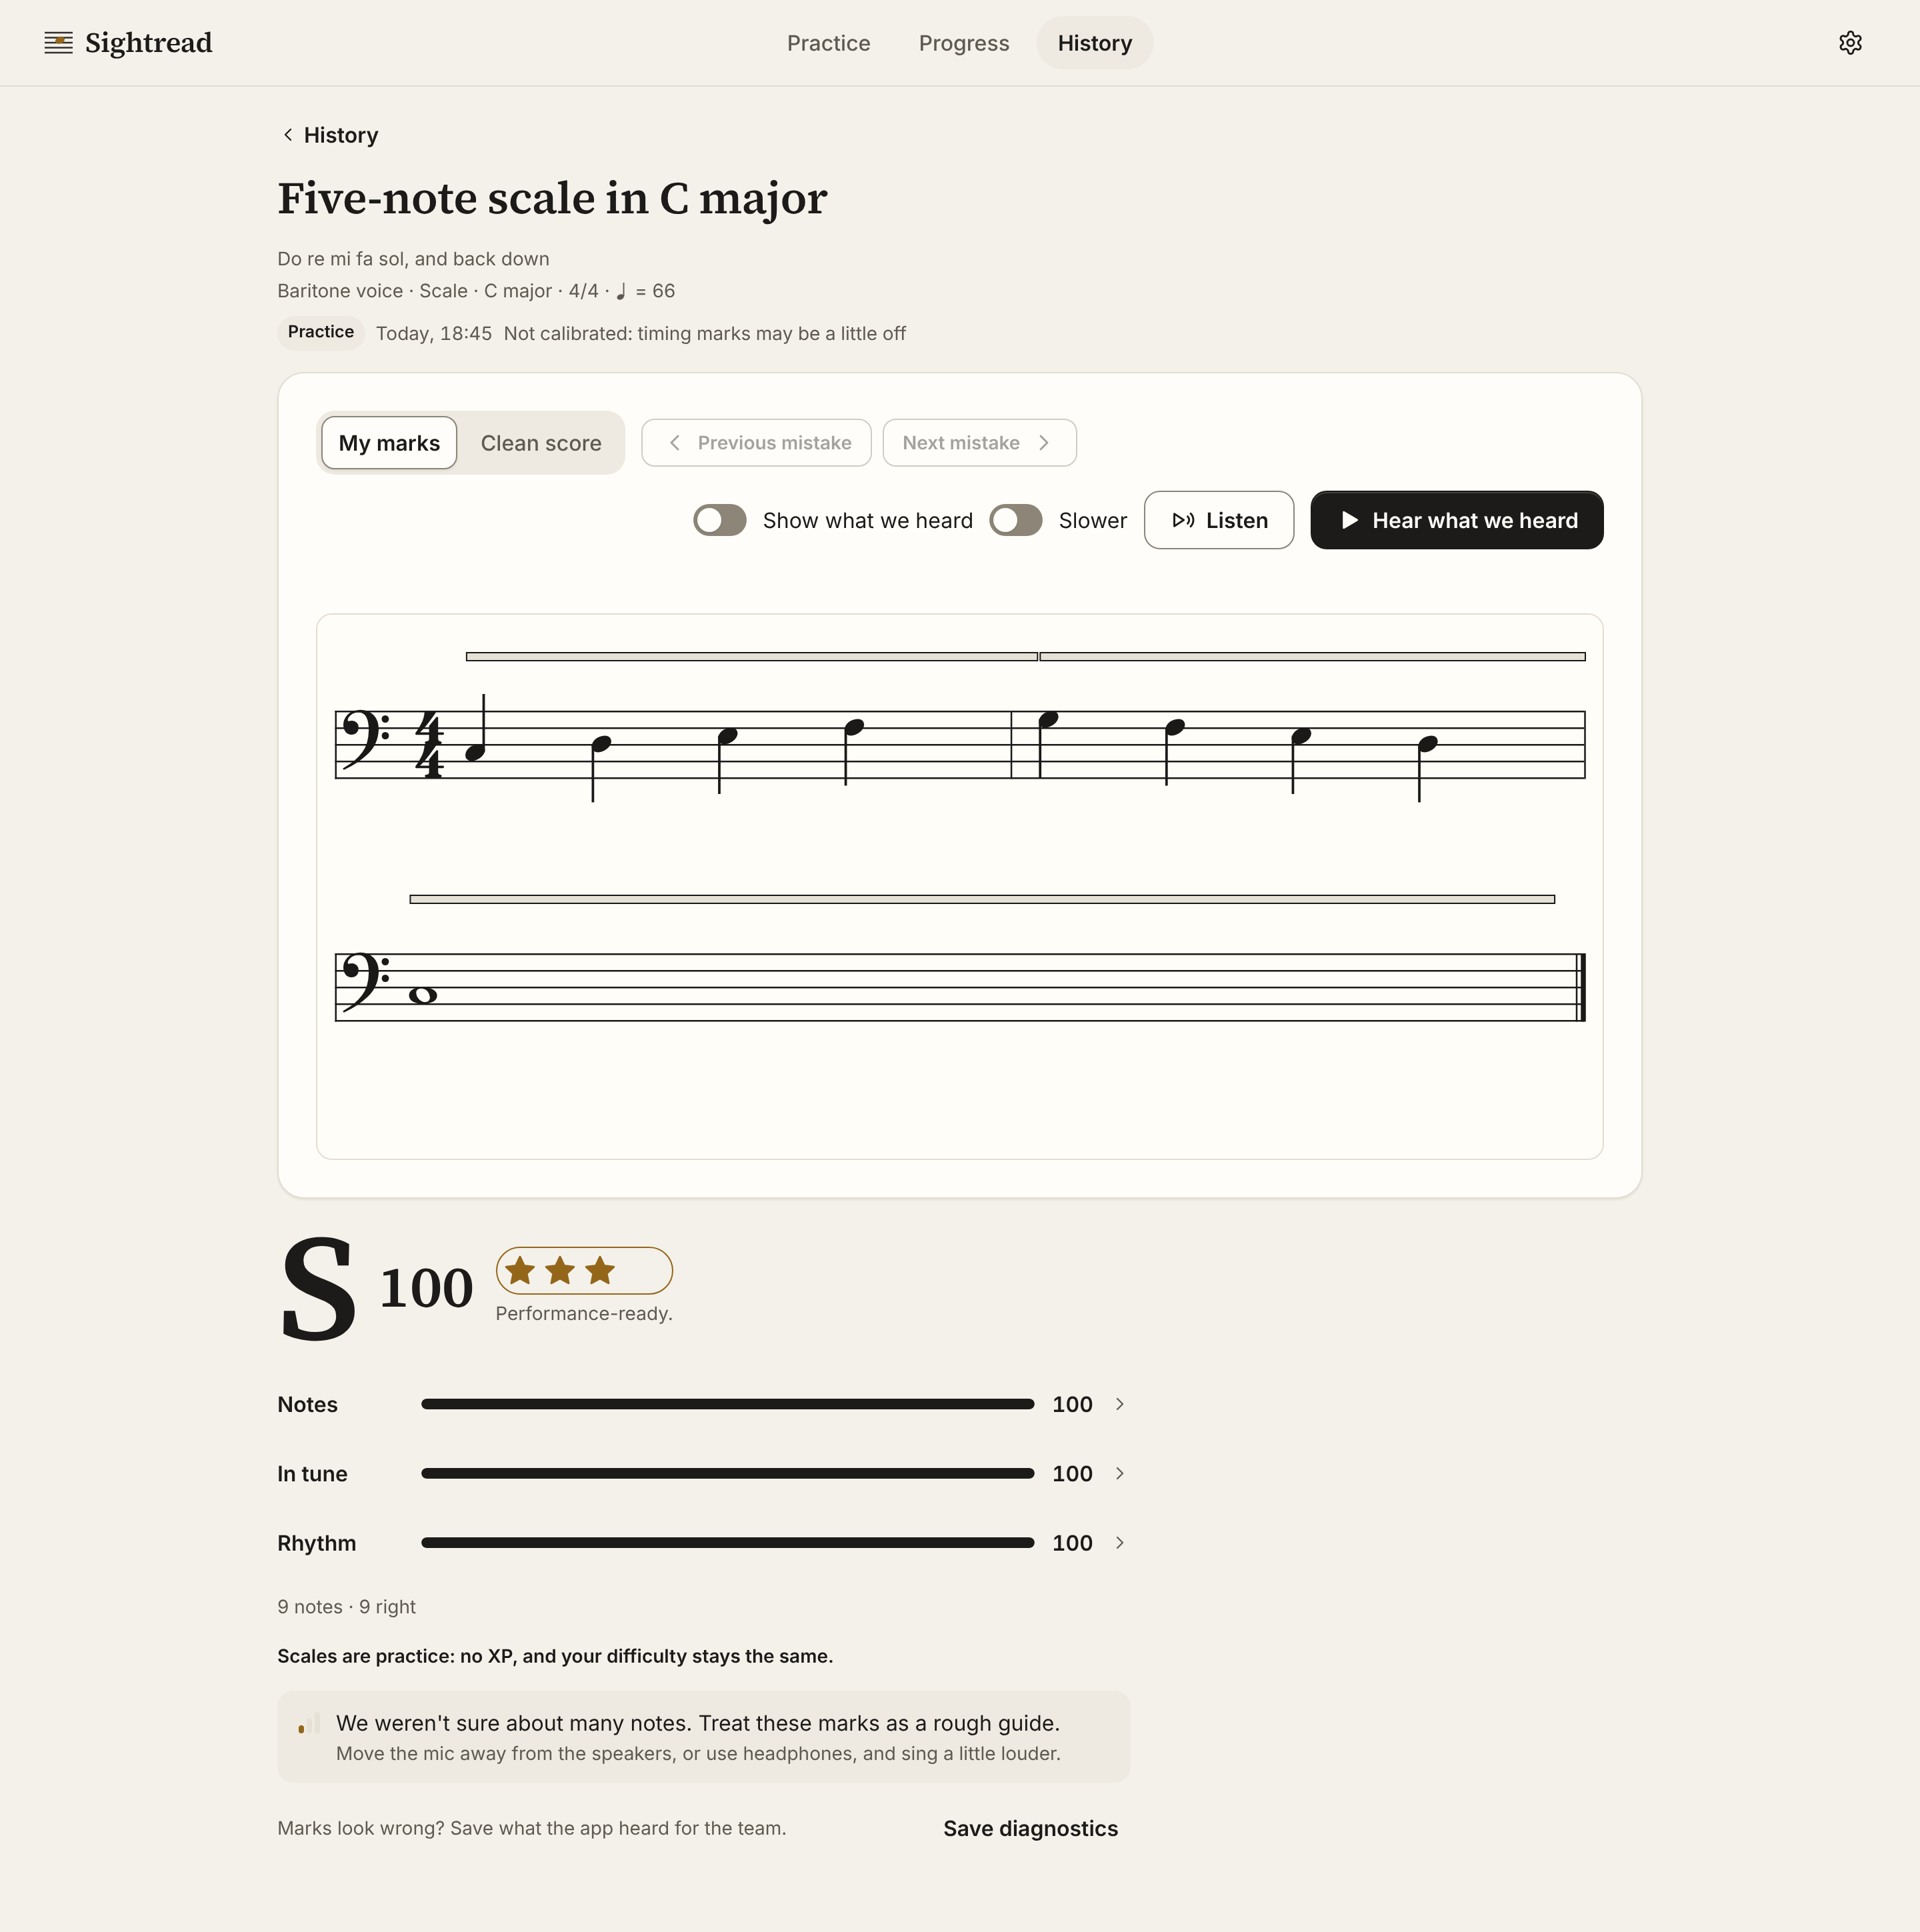 Sightread
Practice Progress History
History
Five-note scale in C major
Do re mi fa sol, and back down
Baritone voice · Scale · C major · 4/4 · ♩ = 66
Practice Today, 18:45 Not calibrated: timing marks may be a little off
My marks Clean score Previous mistake Next mistake
Show what we heard Slower Listen Hear what we heard
4
4
S 100
Performance-ready.
Notes 100
In tune 100
Rhythm 100
9 notes · 9 right
Scales are practice: no XP, and your difficulty stays the same.
We weren't sure about many notes. Treat these marks as a rough guide.
Move the mic away from the speakers, or use headphones, and sing a little louder.
Marks look wrong? Save what the app heard for the team. Save diagnostics